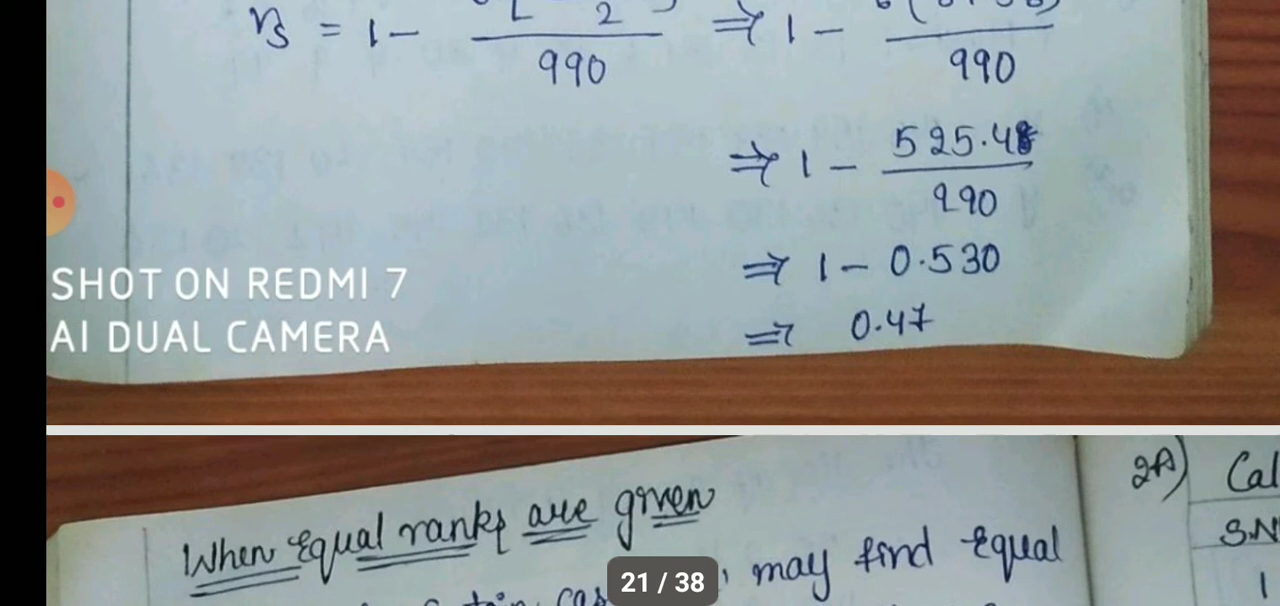 rs = 1 - 2 / 990 ⇒ 1 - / 990
⇒ 1 - 525.48 / 990
⇒ 1 - 0.530
⇒ 0.47
SHOT ON REDMI 7
AI DUAL CAMERA
When Equal ranks are given
may find Equal
21 / 38
2A) Cal
S.N
1